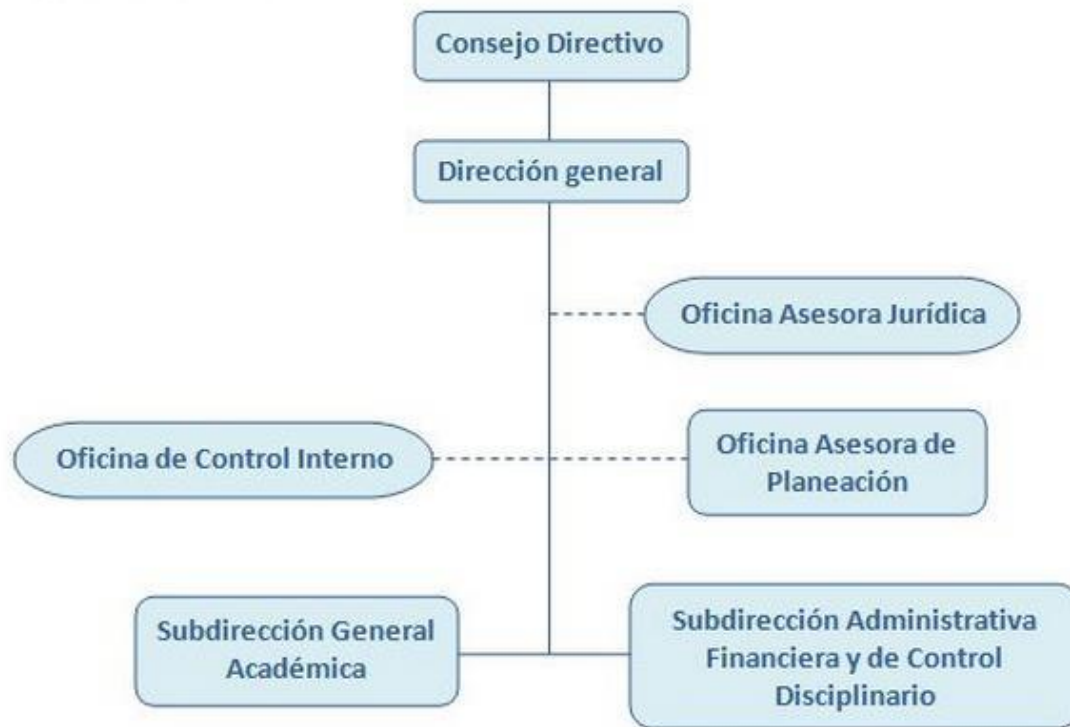 Consejo Directivo
Dirección general
Oficina Asesora Jurídica
Oficina de Control Interno
Oficina Asesora de
Planeación
Subdirección General
Académica
Subdirección Administrativa
Financiera y de Control
Disciplinario